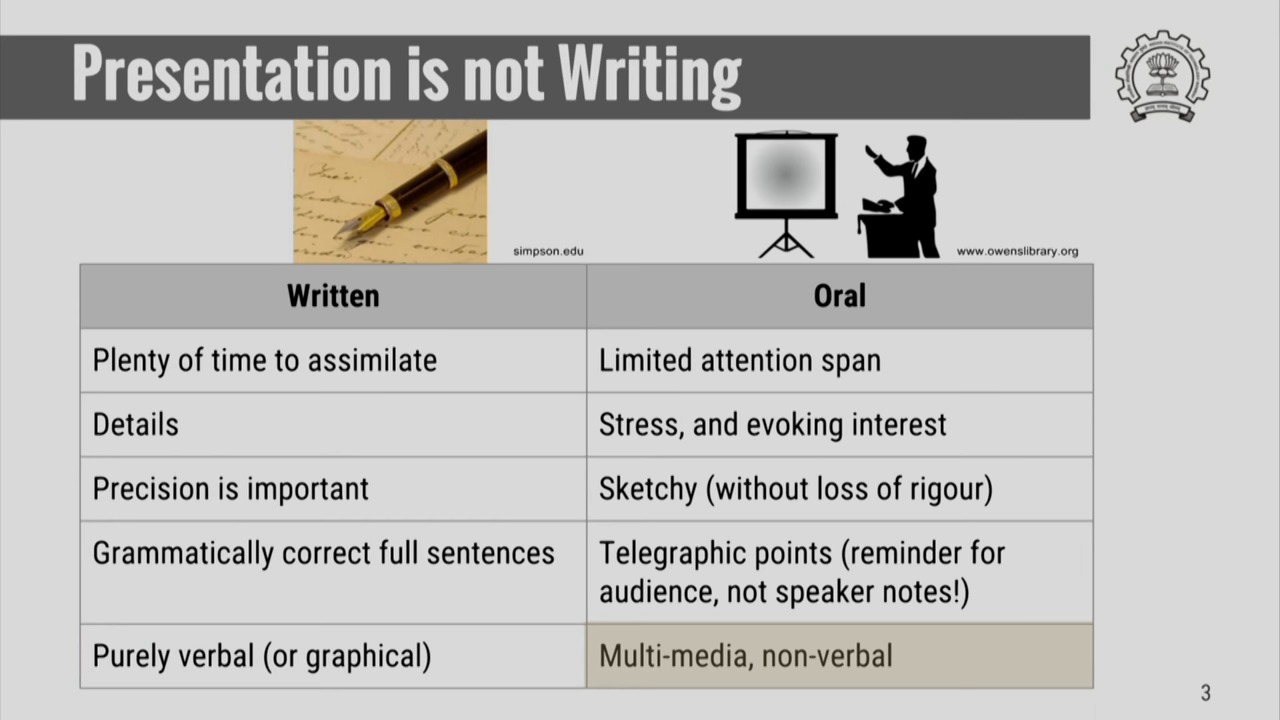 Presentation is not Writing
simpson.edu
www.owenslibrary.org
Written
Oral
Plenty of time to assimilate
Limited attention span
Details
Stress, and evoking interest
Precision is important
Sketchy (without loss of rigour)
Grammatically correct full sentences
Telegraphic points (reminder for
audience, not speaker notes!)
Purely verbal (or graphical)
Multi-media, non-verbal
3